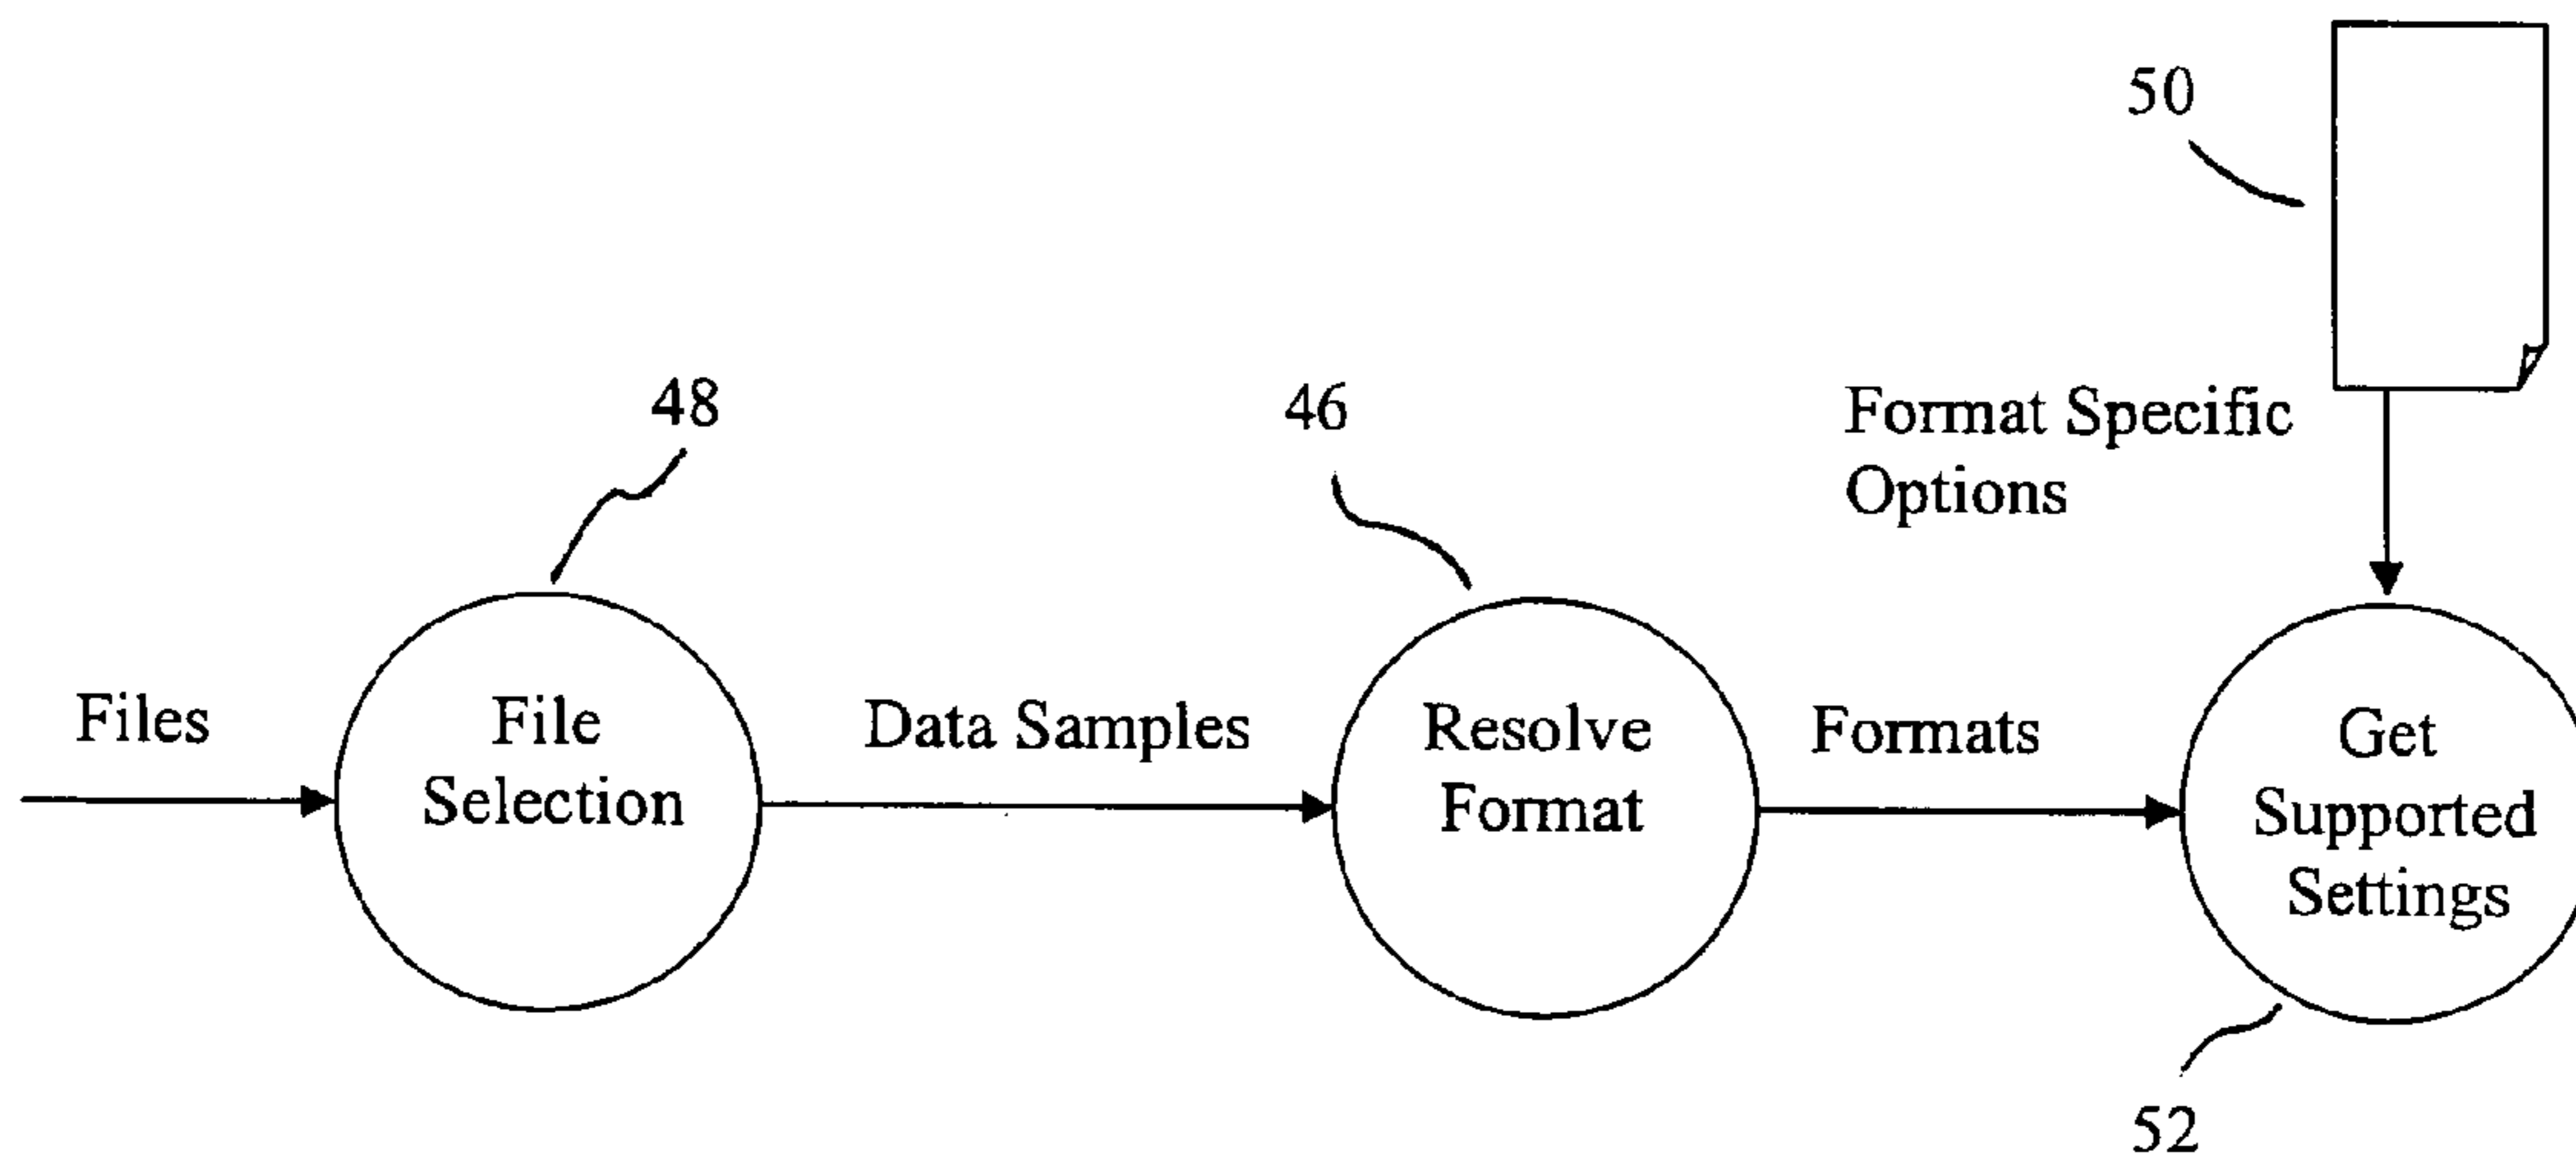 50
48
46
Format Specific
Options
Files
File
Selection
Data Samples
Resolve
Format
Formats
Get
Supported
Settings
52